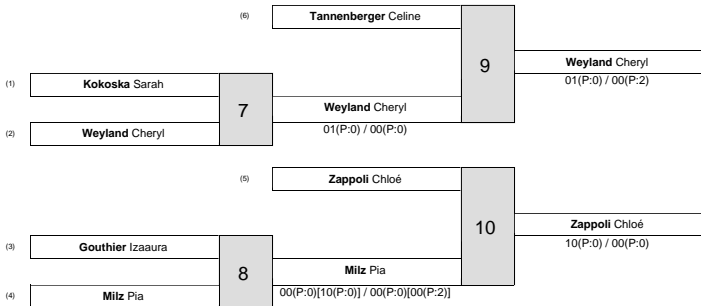 (6) Tannenberger Celine
9
Weyland Cheryl
01(P:0) / 00(P:2)
(1) Kokoska Sarah
7
Weyland Cheryl
01(P:0) / 00(P:0)
(2) Weyland Cheryl
(5) Zappoli Chloé
10
Zappoli Chloé
10(P:0) / 00(P:0)
(3) Gouthier Izaaura
8
Milz Pia
00(P:0)[10(P:0)] / 00(P:0)[00(P:2)]
(4) Milz Pia